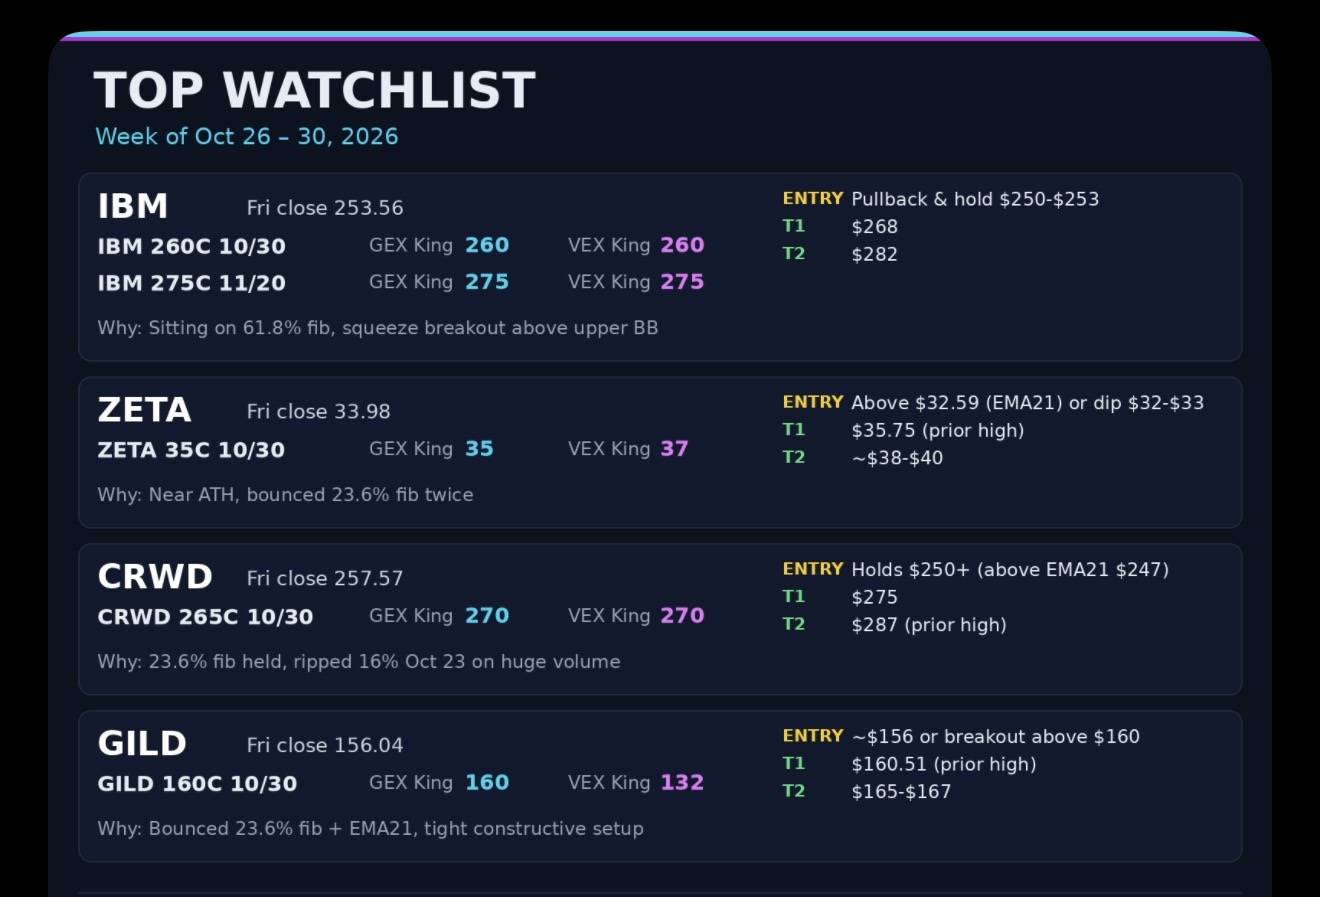 TOP WATCHLIST
Week of Oct 26 – 30, 2026
IBM Fri close 253.56
IBM 260C 10/30 GEX King 260 VEX King 260
IBM 275C 11/20 GEX King 275 VEX King 275
Why: Sitting on 61.8% fib, squeeze breakout above upper BB
ENTRY Pullback & hold $250-$253
T1 $268
T2 $282
ZETA Fri close 33.98
ZETA 35C 10/30 GEX King 35 VEX King 37
Why: Near ATH, bounced 23.6% fib twice
ENTRY Above $32.59 (EMA21) or dip $32-$33
T1 $35.75 (prior high)
T2 ~$38-$40
CRWD Fri close 257.57
CRWD 265C 10/30 GEX King 270 VEX King 270
Why: 23.6% fib held, ripped 16% Oct 23 on huge volume
ENTRY Holds $250+ (above EMA21 $247)
T1 $275
T2 $287 (prior high)
GILD Fri close 156.04
GILD 160C 10/30 GEX King 160 VEX King 132
Why: Bounced 23.6% fib + EMA21, tight constructive setup
ENTRY ~$156 or breakout above $160
T1 $160.51 (prior high)
T2 $165-$167